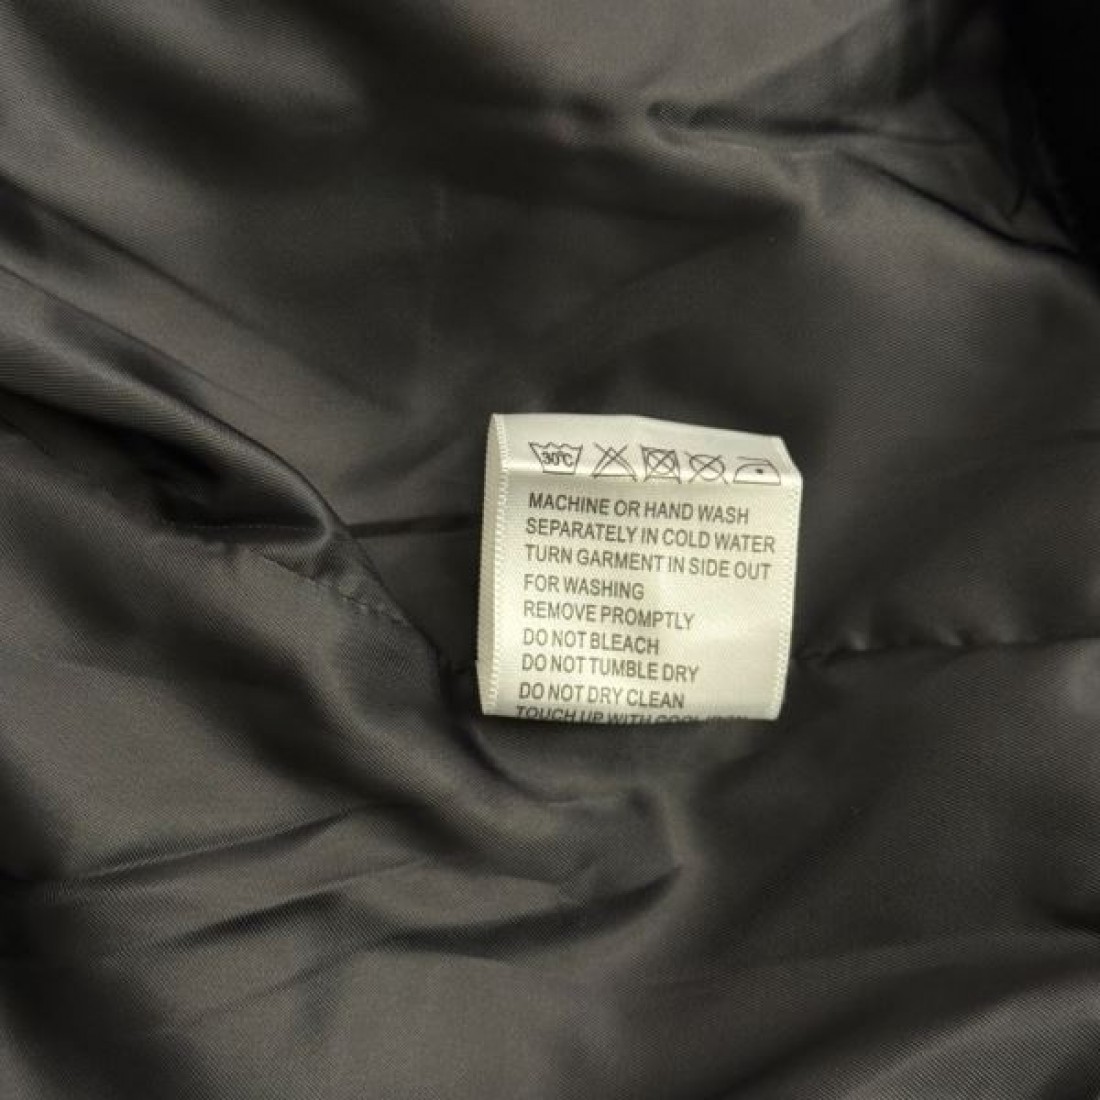 30°C
MACHINE OR HAND WASH
SEPARATELY IN COLD WATER
TURN GARMENT IN SIDE OUT
FOR WASHING
REMOVE PROMPTLY
DO NOT BLEACH
DO NOT TUMBLE DRY
DO NOT DRY CLEAN
TOUCH UP WITH COOL